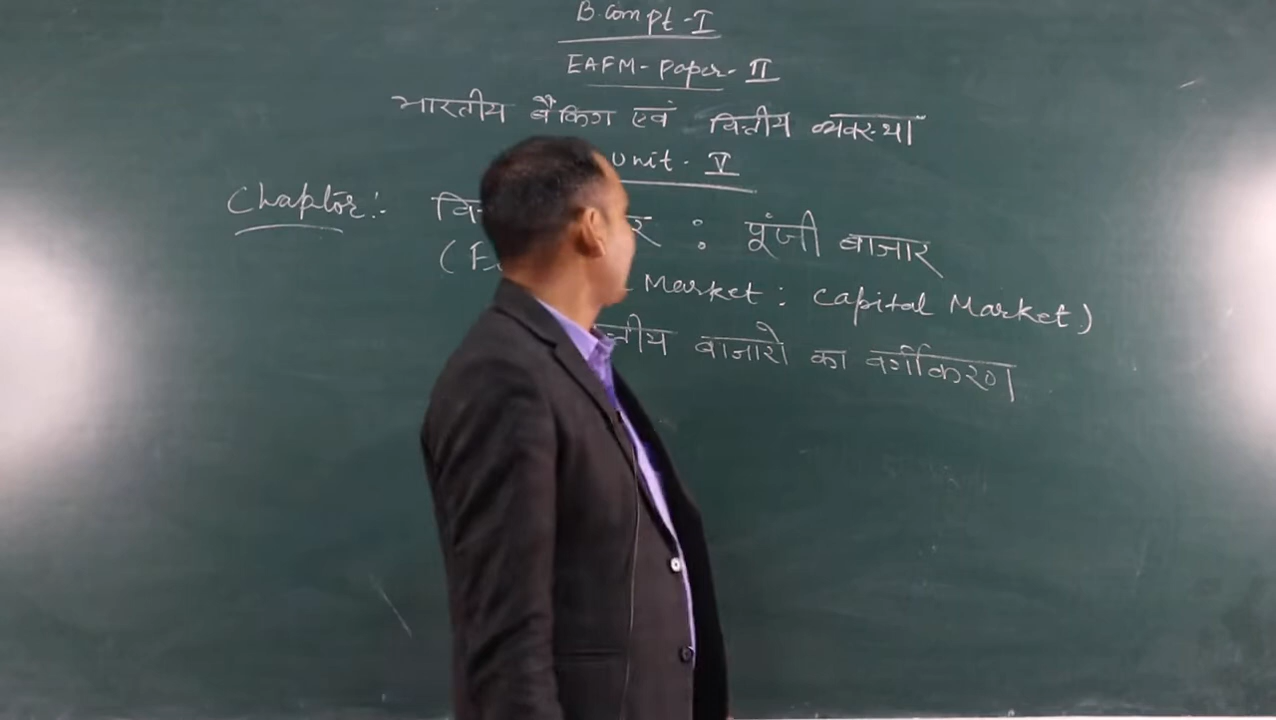 B.Com pt-I
EAFM-Paper-II
भारतीय बैंकिंग एवं वित्तीय व्यवस्था
Unit-V
Chapter:- : पूंजी बाजार
Market: Capital Market)
बाजारो का वर्गीकरण